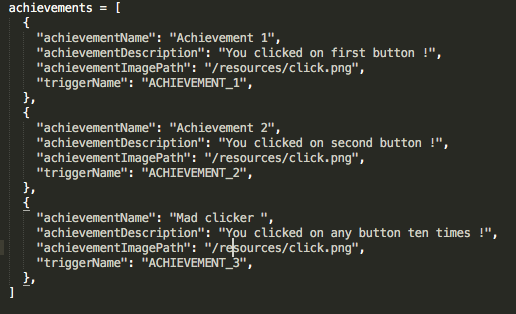 achievements = [
  {
    "achievementName": "Achievement 1",
    "achievementDescription": "You clicked on first button !",
    "achievementImagePath": "/resources/click.png",
    "triggerName": "ACHIEVEMENT_1",
  },
  {
    "achievementName": "Achievement 2",
    "achievementDescription": "You clicked on second button !",
    "achievementImagePath": "/resources/click.png",
    "triggerName": "ACHIEVEMENT_2",
  },
  {
    "achievementName": "Mad clicker ",
    "achievementDescription": "You clicked on any button ten times !",
    "achievementImagePath": "/resources/click.png",
    "triggerName": "ACHIEVEMENT_3",
  },
]